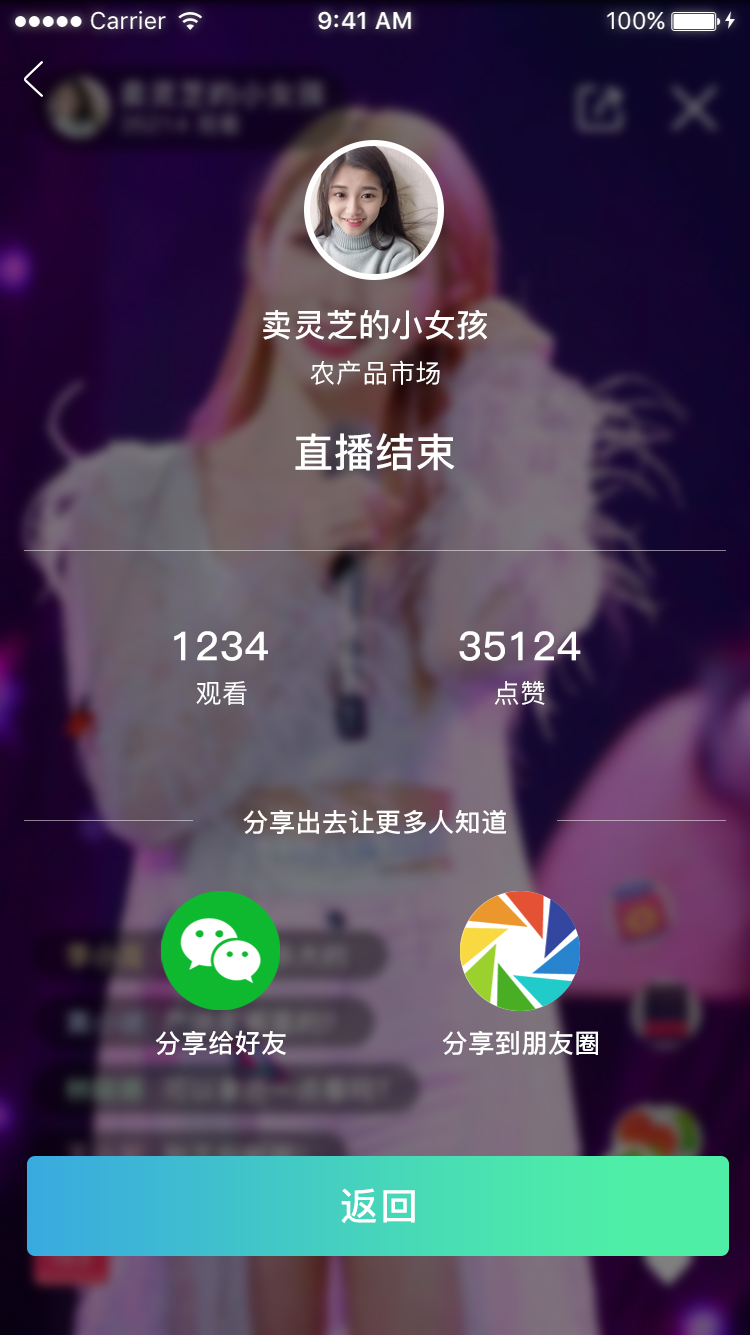 Carrier 9:41 AM 100%
卖灵芝的小女孩
农产品市场
直播结束
1234 35124
观看 点赞
分享出去让更多人知道
分享给好友 分享到朋友圈
返回